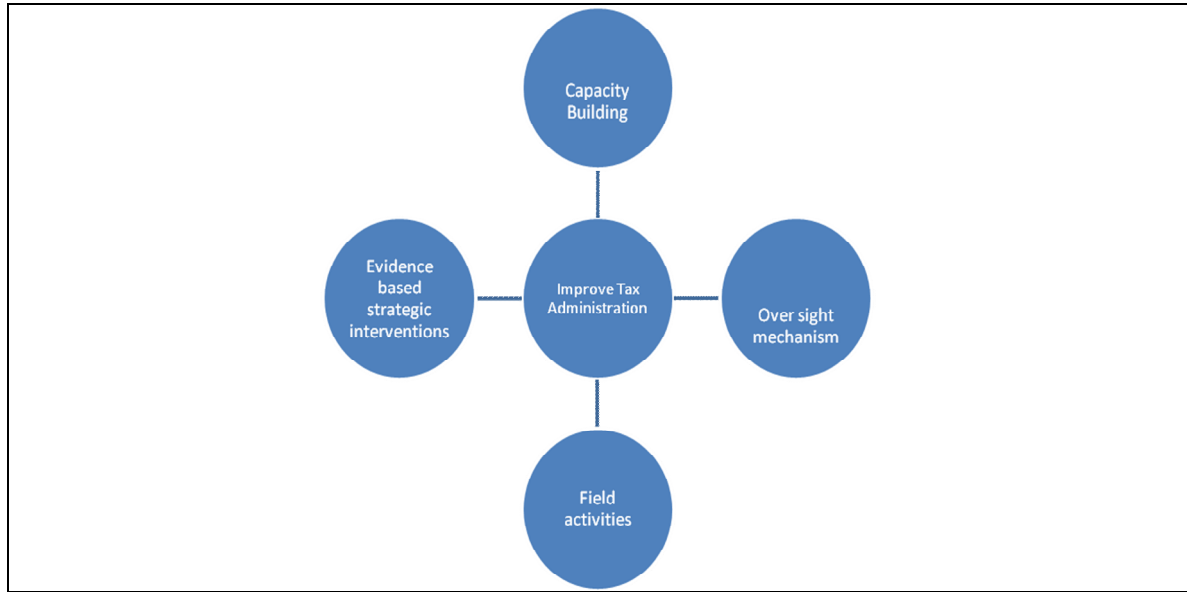 Capacity
Building
Evidence
based
strategic
interventions
Improve Tax
Administration
Over sight
mechanism
Field
activities